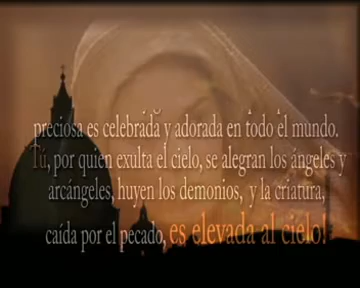 preciosa es celebrada y adorada en todo el mundo.
Tú, por quien exulta el cielo, se alegran los ángeles y
arcángeles, huyen los demonios, y la criatura,
caída por el pecado, es elevada al cielo!